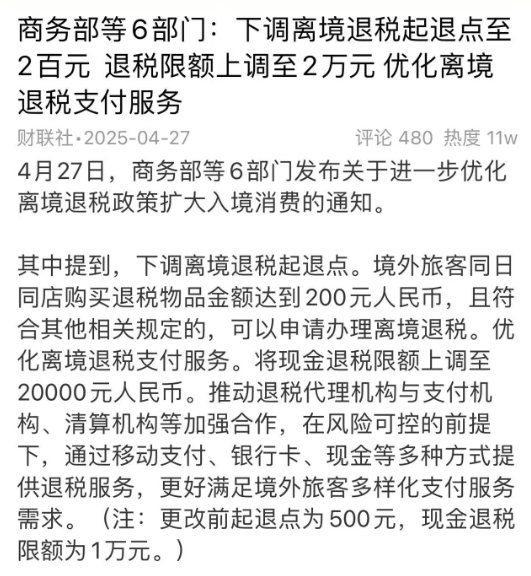 商务部等6部门：下调离境退税起退点至
2百元 退税限额上调至2万元 优化离境
退税支付服务
财联社·2025-04-27 评论 480 热度 11w
4月27日，商务部等6部门发布关于进一步优化
离境退税政策扩大入境消费的通知。
其中提到，下调离境退税起退点。境外旅客同日
同店购买退税物品金额达到200元人民币，且符
合其他相关规定的，可以申请办理离境退税。优
化离境退税支付服务。将现金退税限额上调至
20000元人民币。推动退税代理机构与支付机
构、清算机构等加强合作，在风险可控的前提
下，通过移动支付、银行卡、现金等多种方式提
供退税服务，更好满足境外旅客多样化支付服务
需求。（注：更改前起退点为500元，现金退税
限额为1万元。）